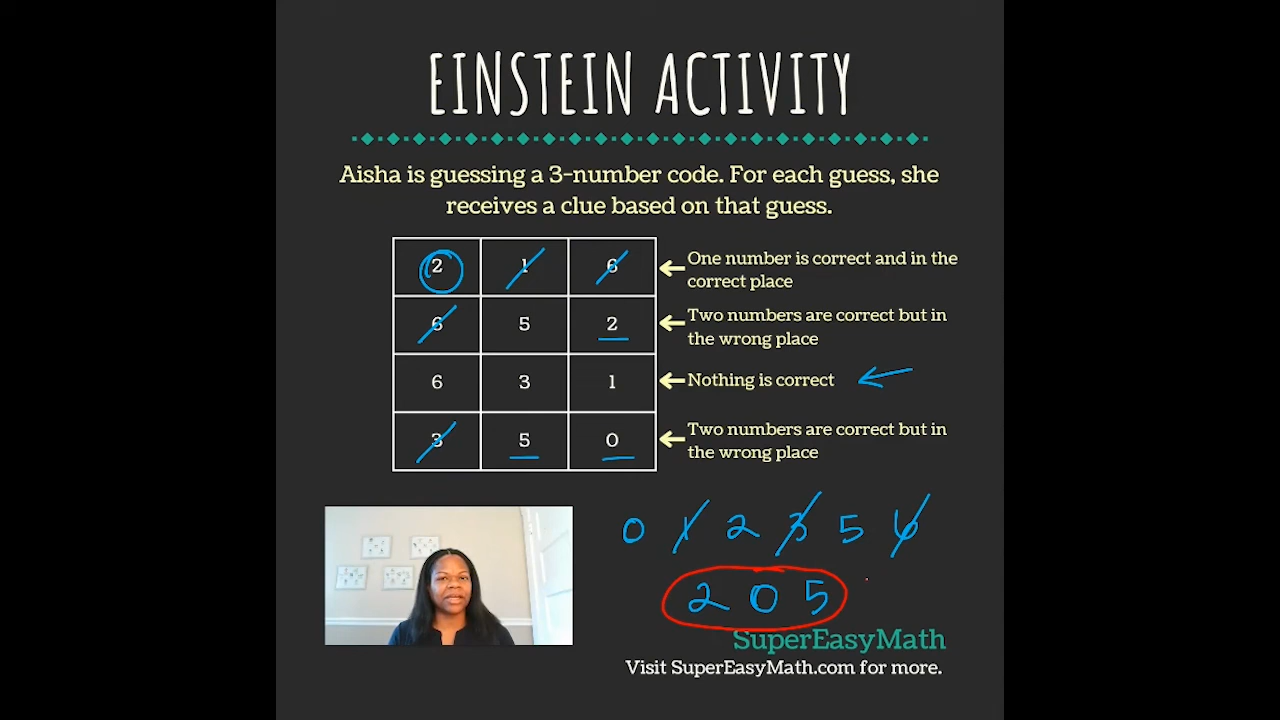 EINSTEIN ACTIVITY
Aisha is guessing a 3-number code. For each guess, she
receives a clue based on that guess.
2 1 6 One number is correct and in the
correct place
6 5 2 Two numbers are correct but in
the wrong place
6 3 1 Nothing is correct
3 5 0 Two numbers are correct but in
the wrong place
0 1 2 3 5 6
2 0 5
SuperEasyMath
Visit SuperEasyMath.com for more.